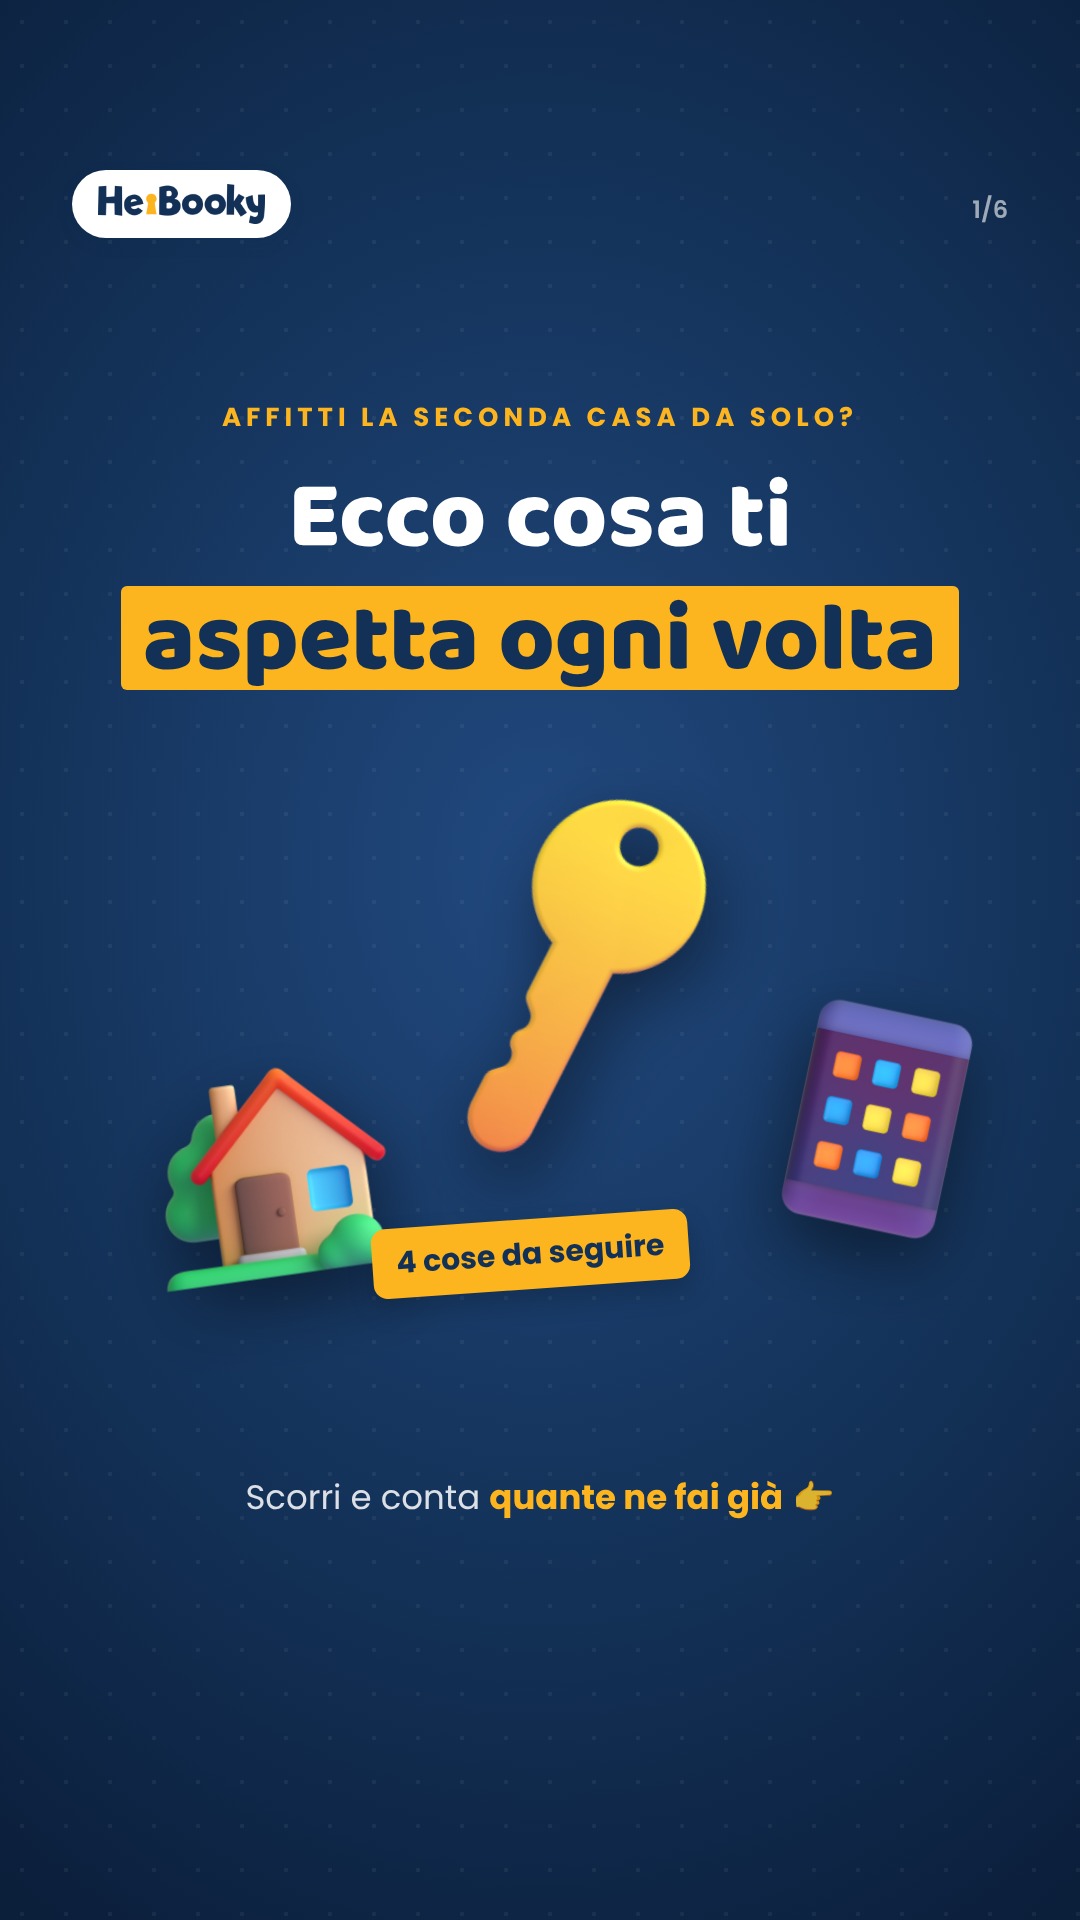 HeiBooky
1/6
AFFITTI LA SECONDA CASA DA SOLO?
Ecco cosa ti
aspetta ogni volta
4 cose da seguire
Scorri e conta quante ne fai già 👉